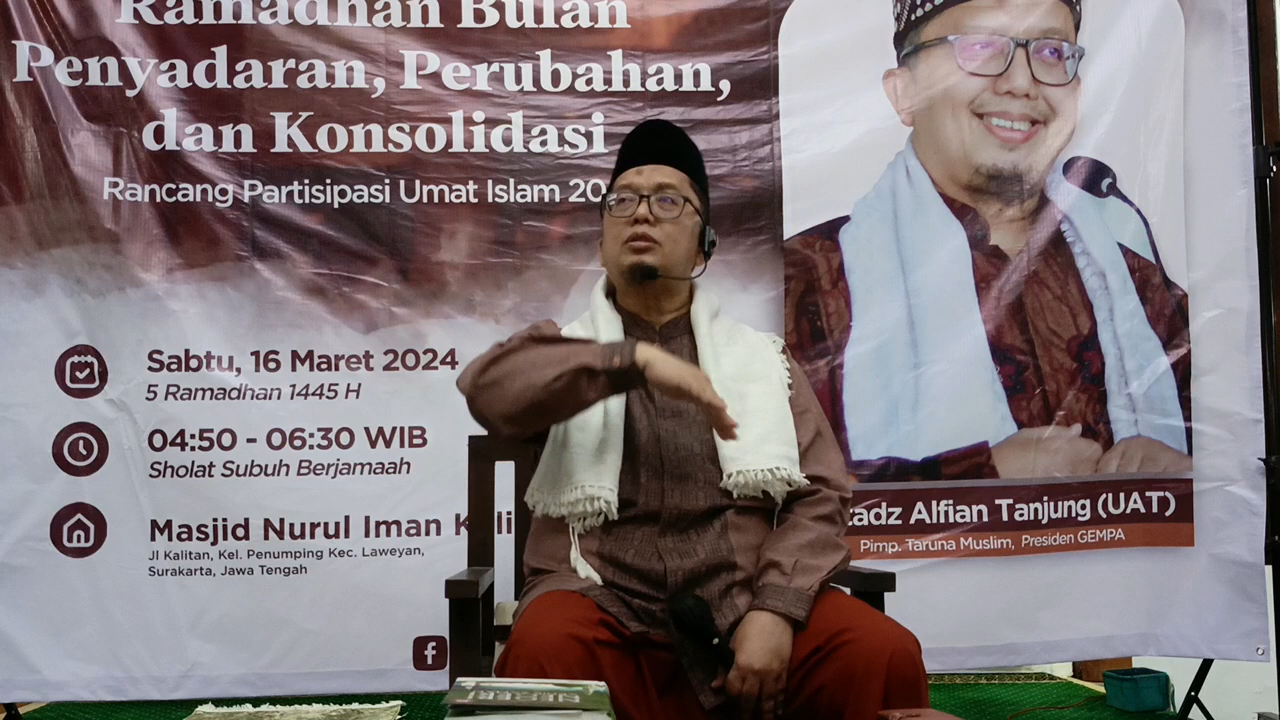 Ramadhan Bulan
Penyadaran, Perubahan,
dan Konsolidasi
Rancang Partisipasi Umat Islam 20
Sabtu, 16 Maret 2024
5 Ramadhan 1445 H
04:50 - 06:30 WIB
Sholat Subuh Berjamaah
Masjid Nurul Iman K li
Jl Kalitan, Kel. Penumping Kec. Laweyan,
Surakarta, Jawa Tengah
f
tadz Alfian Tanjung (UAT)
Pimp. Taruna Muslim, Presiden GEMPA